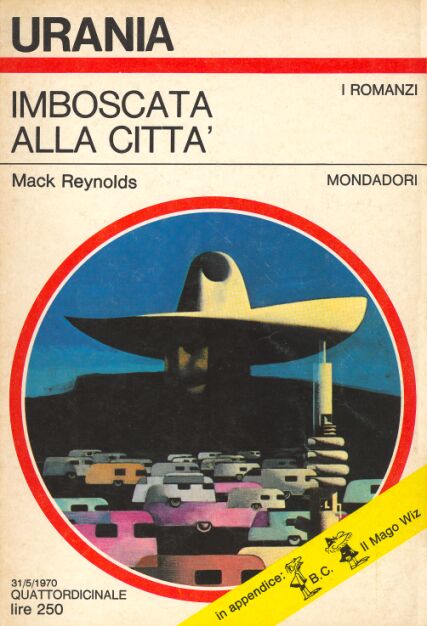 URANIA
I ROMANZI
IMBOSCATA
ALLA CITTA'
Mack Reynolds
MONDADORI
31/5/1970
QUATTORDICINALE
lire 250
in appendice:
B.C.
Il Mago Wiz